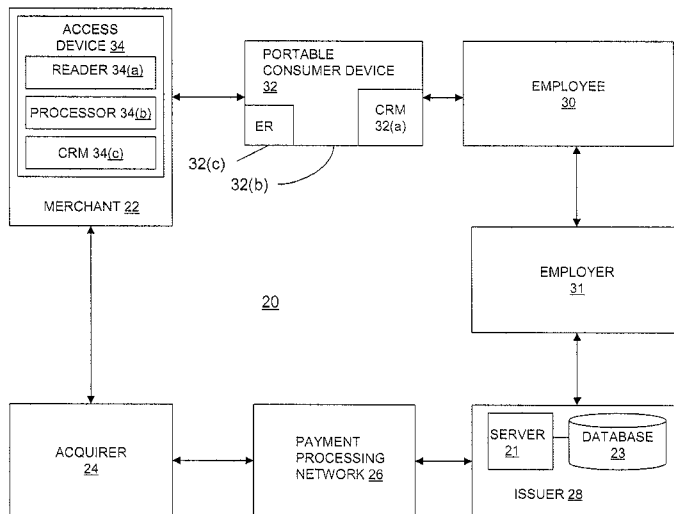 ACCESS
DEVICE 34
READER 34(a)
PROCESSOR 34(b)
CRM 34(c)
MERCHANT 22
PORTABLE
CONSUMER DEVICE
32
ER
CRM
32(a)
32(c)
32(b)
EMPLOYEE
30
EMPLOYER
31
20
ACQUIRER
24
PAYMENT
PROCESSING
NETWORK 26
SERVER
21
DATABASE
23
ISSUER 28